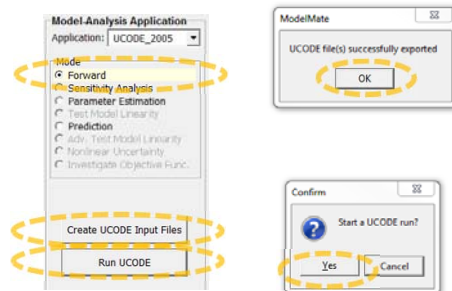 Model-Analysis Application
Application: UCODE_2005
Mode
Forward
Sensitivity Analysis
Parameter Estimation
Test Model Linearity
Prediction
Adv. Test Model Linearity
Nonlinear Uncertainty
Investigate Objective Func.
Create UCODE Input Files
Run UCODE
ModelMate
UCODE file(s) successfully exported
OK
Confirm
Start a UCODE run?
Yes
Cancel